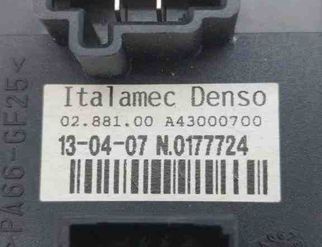 Italamec Denso
02.881.00 A43000700
13-04-07 N.0177724
>PA66-GF25<